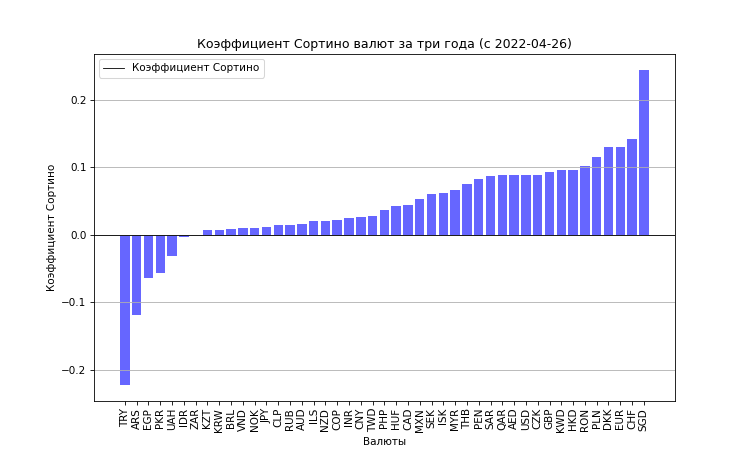 Коэффициент Сортино валют за три года (с 2022-04-26)
Коэффициент Сортино
Коэффициент Сортино
0.2
0.1
0.0
−0.1
−0.2
TRY ARS EGP PKR UAH IDR ZAR KZT KRW BRL VND NOK JPY CLP RUB AUD ILS NZD COP INR CNY TWD PHP HUF CAD MXN SEK ISK MYR THB PEN SAR QAR AED USD CZK GBP KWD HKD RON PLN DKK EUR CHF SGD
Валюты